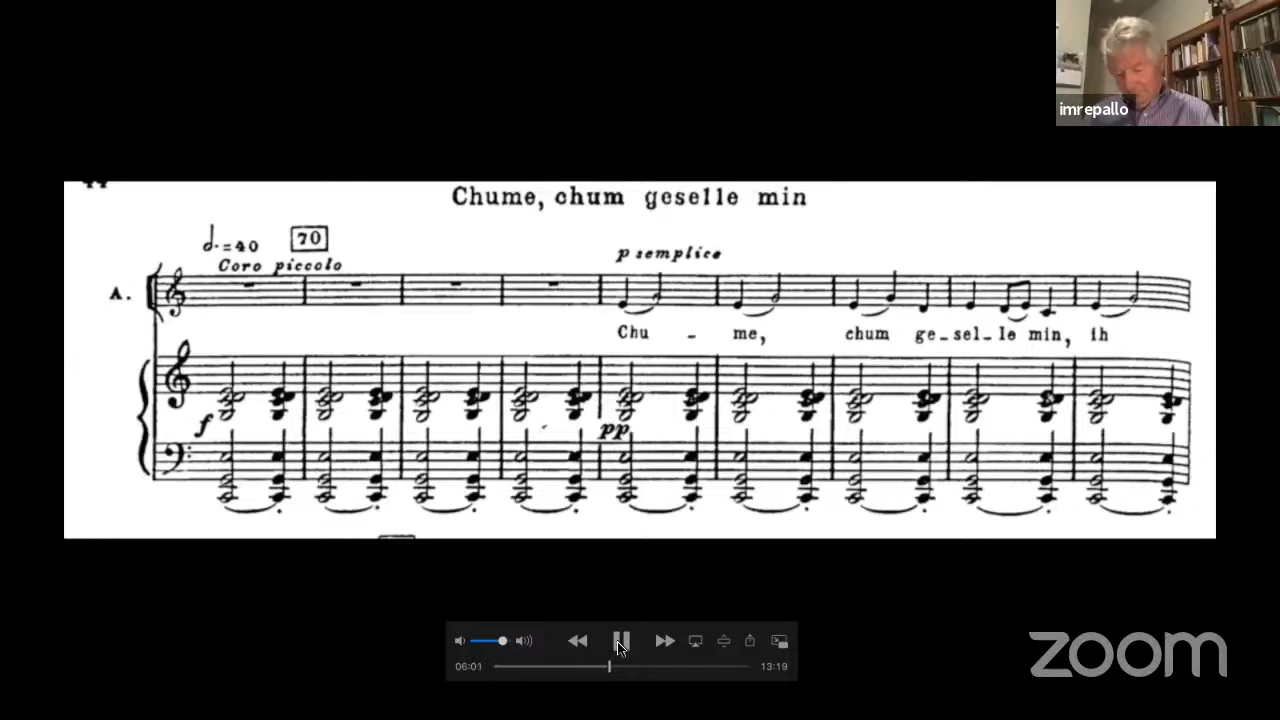 imrepallo
44
Chume, chum geselle min
=40 70
Coro piccolo
p semplice
A.
Chu - me, chum ge-sel-le min, ih
f
pp
06:01 13:19
zoom